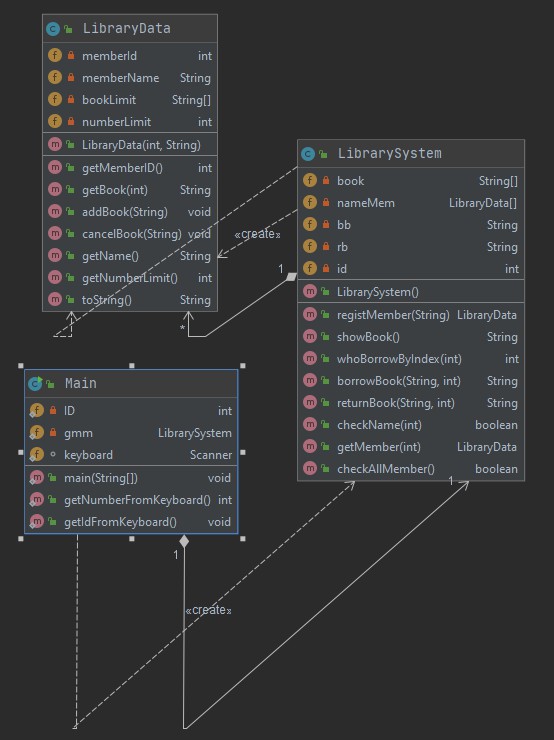 LibraryData
memberId int
memberName String
bookLimit String[]
numberLimit int
LibraryData(int, String)
getMemberID() int
getBook(int) String
addBook(String) void
cancelBook(String) void
getName() String
getNumberLimit() int
toString() String
LibrarySystem
book String[]
nameMem LibraryData[]
bb String
rb String
id int
LibrarySystem()
registMember(String) LibraryData
showBook() String
whoBorrowByIndex(int) int
borrowBook(String, int) String
returnBook(String, int) String
checkName(int) boolean
getMember(int) LibraryData
checkAllMember() boolean
«create»
1
*
Main
ID int
gmm LibrarySystem
keyboard Scanner
main(String[]) void
getNumberFromKeyboard() int
getIdFromKeyboard() void
1
1
«create»